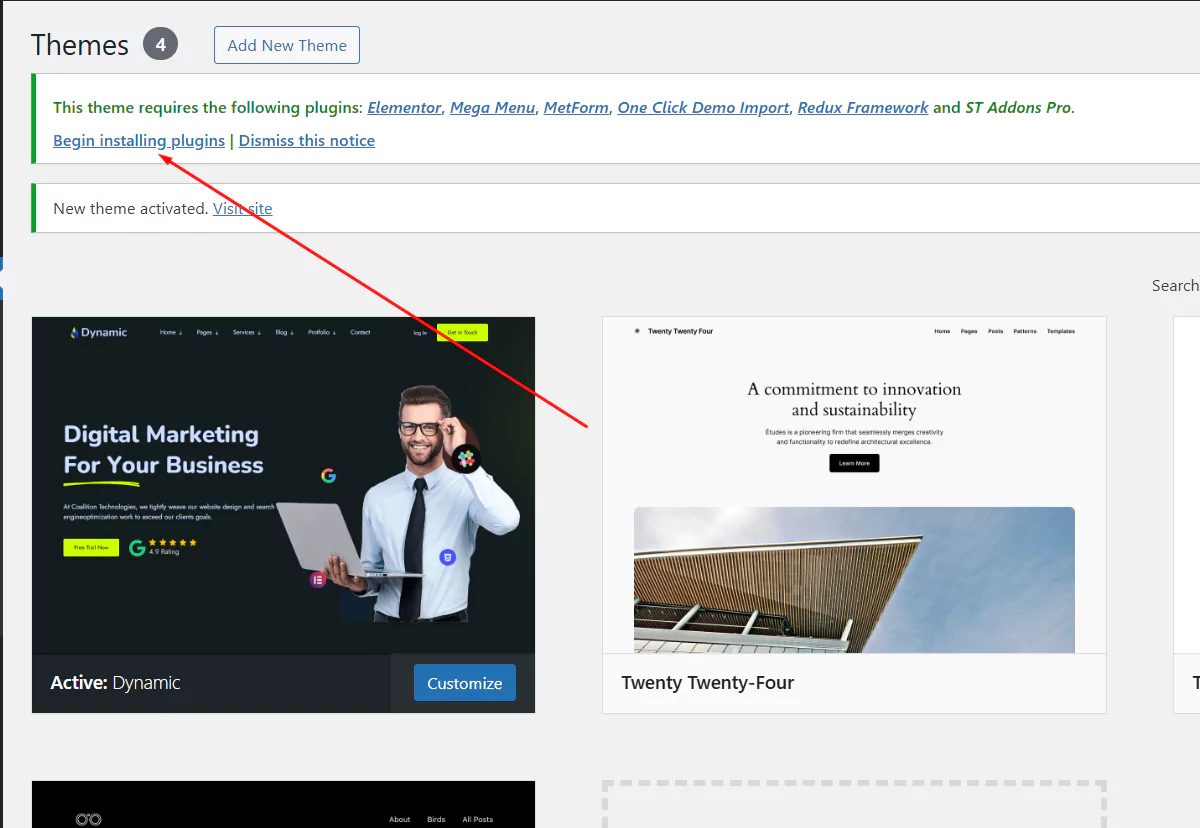 Themes 4 Add New Theme
This theme requires the following plugins: Elementor, Mega Menu, MetForm, One Click Demo Import, Redux Framework and ST Addons Pro.
Begin installing plugins | Dismiss this notice
New theme activated. Visit site
Search
Dynamic Home Pages Services Blog Protfolio Contact log in Get in Touch
Digital Marketing
For Your Business
At Coalition Technologies, we tightly weave our website design and search
engineoptimization work to exceed our clients goals.
Free Trail Now
4.9 Rating
Active: Dynamic Customize
Twenty Twenty Four Home Pages Posts Patterns Templates
A commitment to innovation
and sustainability
Études is a pioneering firm that seamlessly merges creativity
and functionality to redefine architectural excellence.
Learn More
Twenty Twenty-Four
T
About Birds All Posts